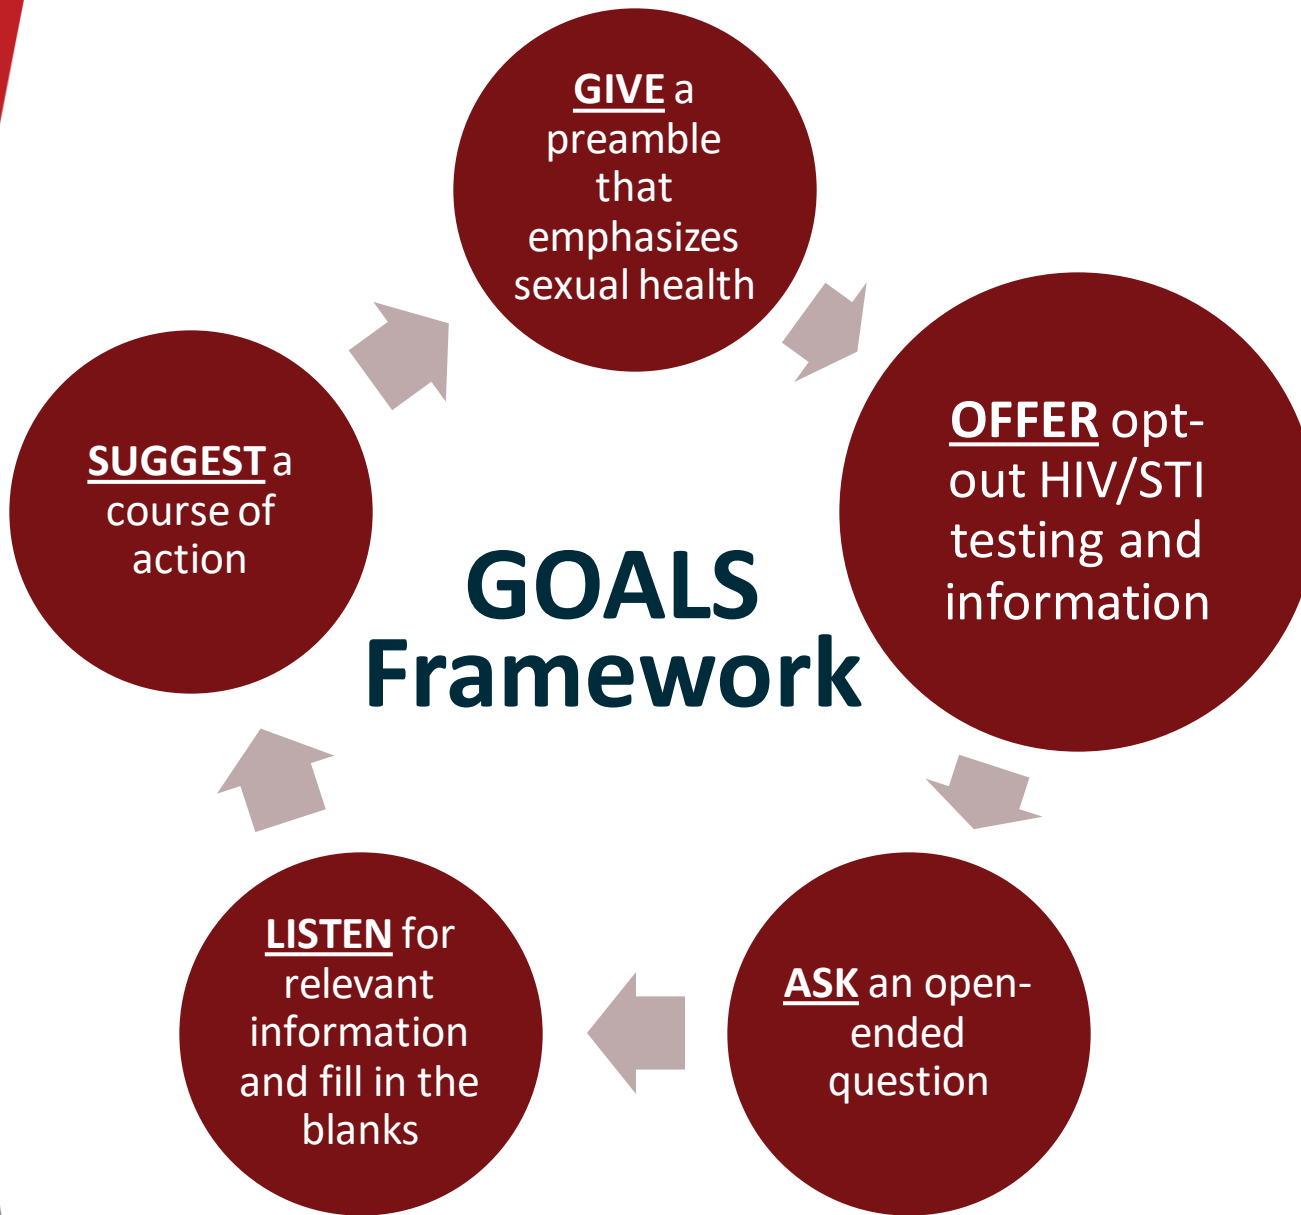 GIVE a
preamble
that
emphasizes
sexual health
OFFER opt-
out HIV/STI
testing and
information
ASK an open-
ended
question
LISTEN for
relevant
information
and fill in the
blanks
SUGGEST a
course of
action
GOALS
Framework